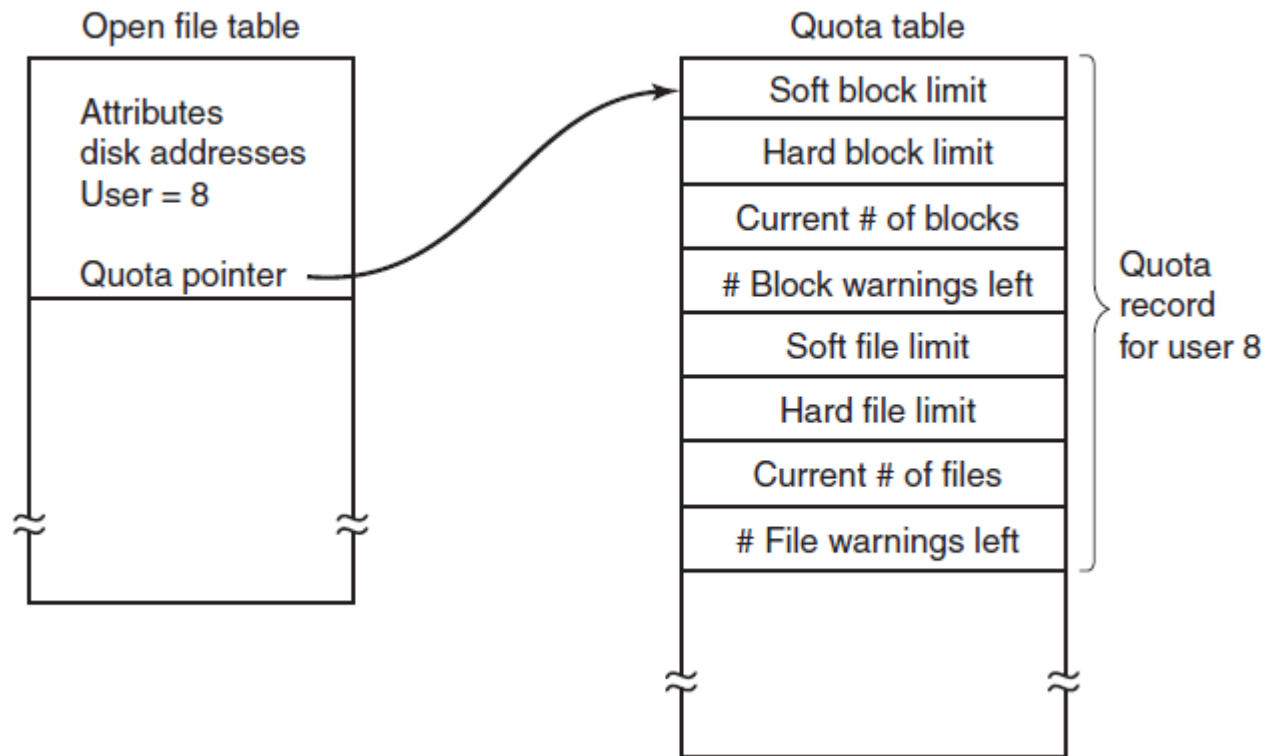 Open file table
Attributes
disk addresses
User = 8
Quota pointer
Quota table
Soft block limit
Hard block limit
Current # of blocks
# Block warnings left
Soft file limit
Hard file limit
Current # of files
# File warnings left
Quota
record
for user 8